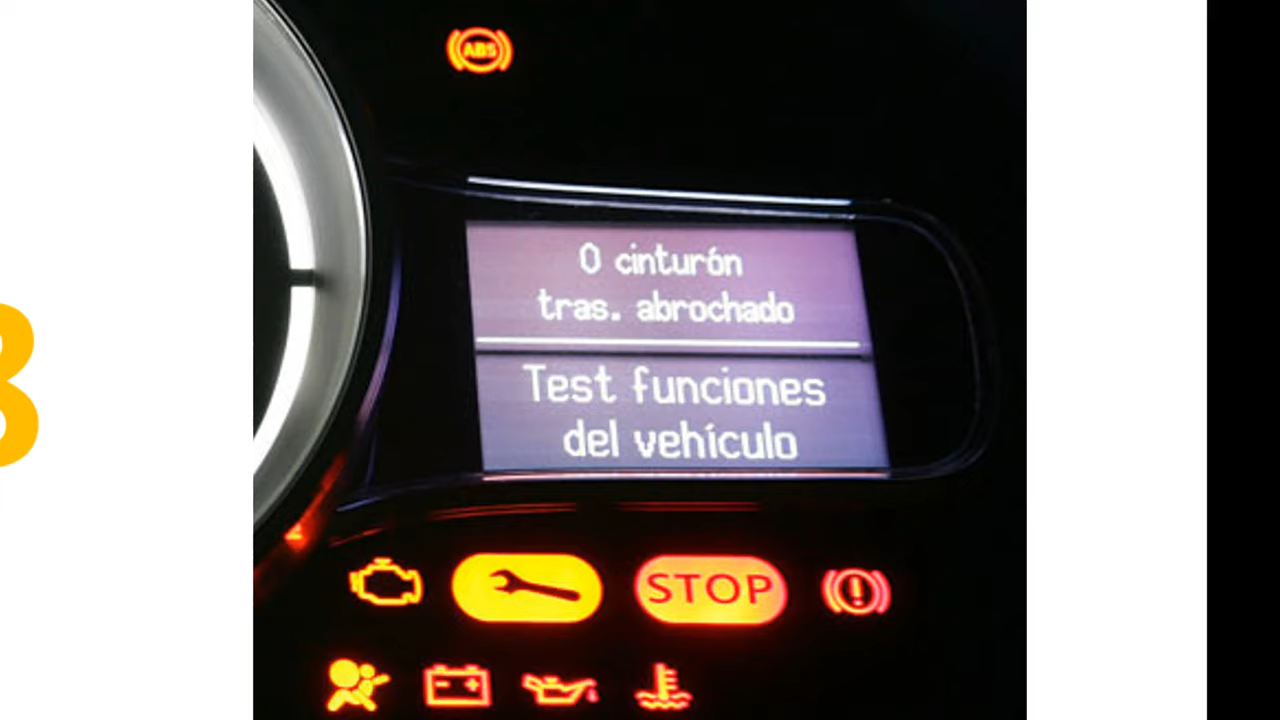 ABS
0 cinturón
tras. abrochado
Test funciones
del vehículo
STOP